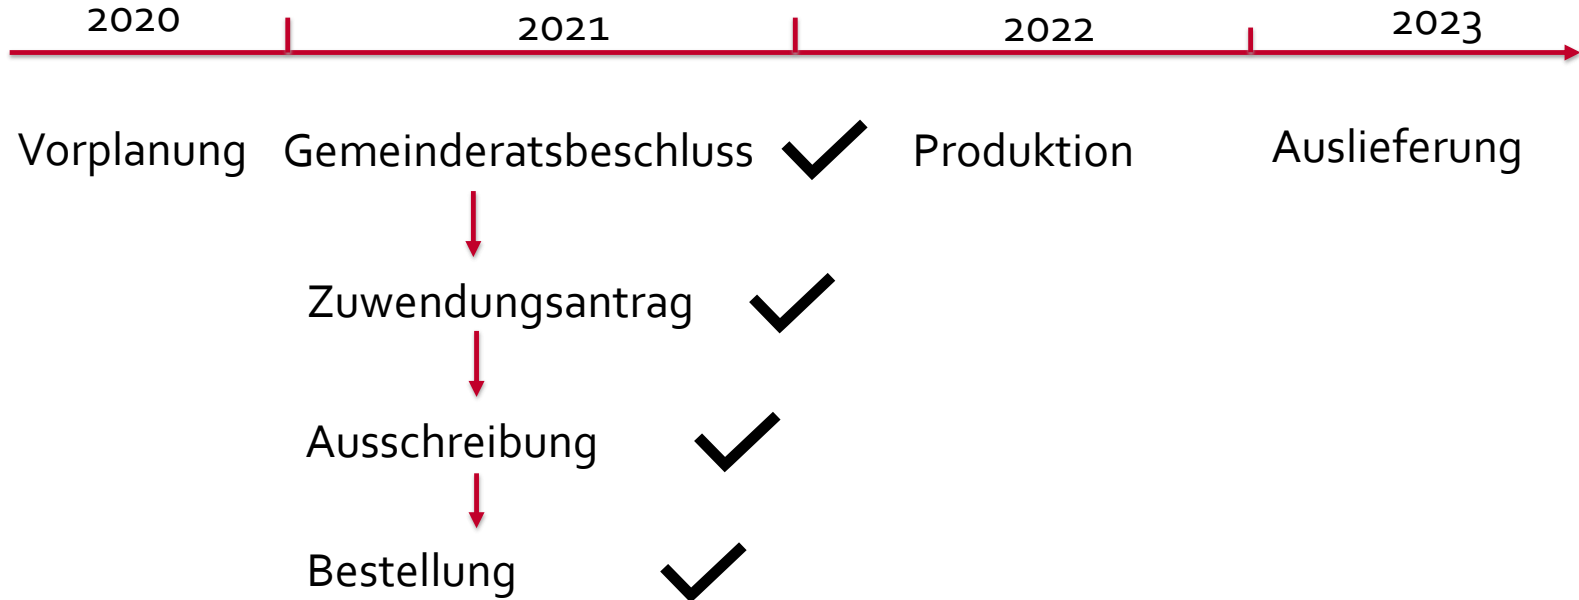 2020 2021 2022 2023
Vorplanung Gemeinderatsbeschluss Produktion Auslieferung
Zuwendungsantrag
Ausschreibung
Bestellung